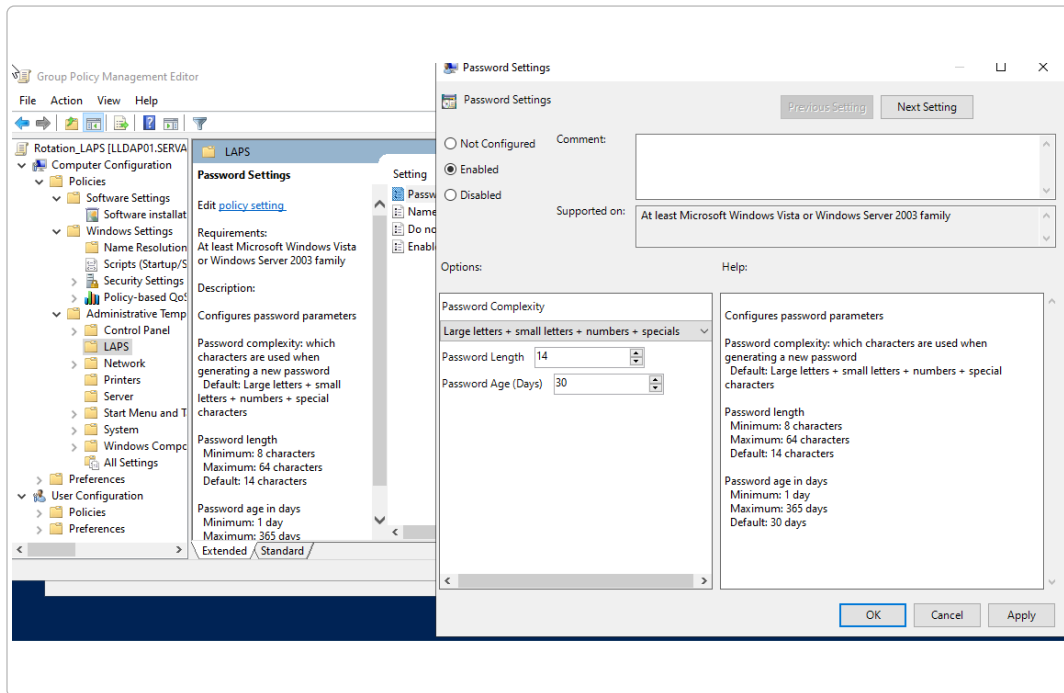 Group Policy Management Editor
File Action View Help
Rotation_LAPS [LLDAP01.SERVA
Computer Configuration
Policies
Software Settings
Software installat
Windows Settings
Name Resolution
Scripts (Startup/S
Security Settings
Policy-based QoS
Administrative Temp
Control Panel
LAPS
Network
Printers
Server
Start Menu and T
System
Windows Compc
All Settings
Preferences
User Configuration
Policies
Preferences
LAPS
Password Settings
Edit policy setting
Requirements:
At least Microsoft Windows Vista
or Windows Server 2003 family
Description:
Configures password parameters
Password complexity: which
characters are used when
generating a new password
Default: Large letters + small
letters + numbers + special
characters
Password length
Minimum: 8 characters
Maximum: 64 characters
Default: 14 characters
Password age in days
Minimum: 1 day
Maximum: 365 days
Setting
Passw
Name
Do no
Enabl
Extended Standard
Password Settings
Password Settings
Previous Setting Next Setting
Not Configured
Enabled
Disabled
Comment:
Supported on:
At least Microsoft Windows Vista or Windows Server 2003 family
Options:
Help:
Password Complexity
Large letters + small letters + numbers + specials
Password Length 14
Password Age (Days) 30
Configures password parameters
Password complexity: which characters are used when
generating a new password
Default: Large letters + small letters + numbers + special
characters
Password length
Minimum: 8 characters
Maximum: 64 characters
Default: 14 characters
Password age in days
Minimum: 1 day
Maximum: 365 days
Default: 30 days
OK Cancel Apply